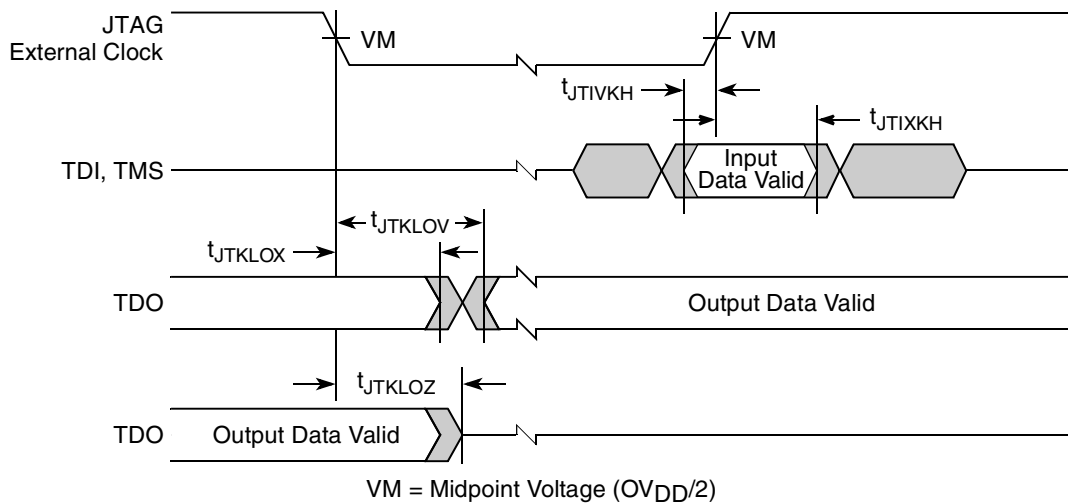 JTAG
External Clock
VM
VM
tJTIVKH
tJTIXKH
TDI, TMS
Input
Data Valid
tJTKLOV
tJTKLOX
TDO
Output Data Valid
tJTKLOZ
TDO
Output Data Valid
VM = Midpoint Voltage (OVDD/2)